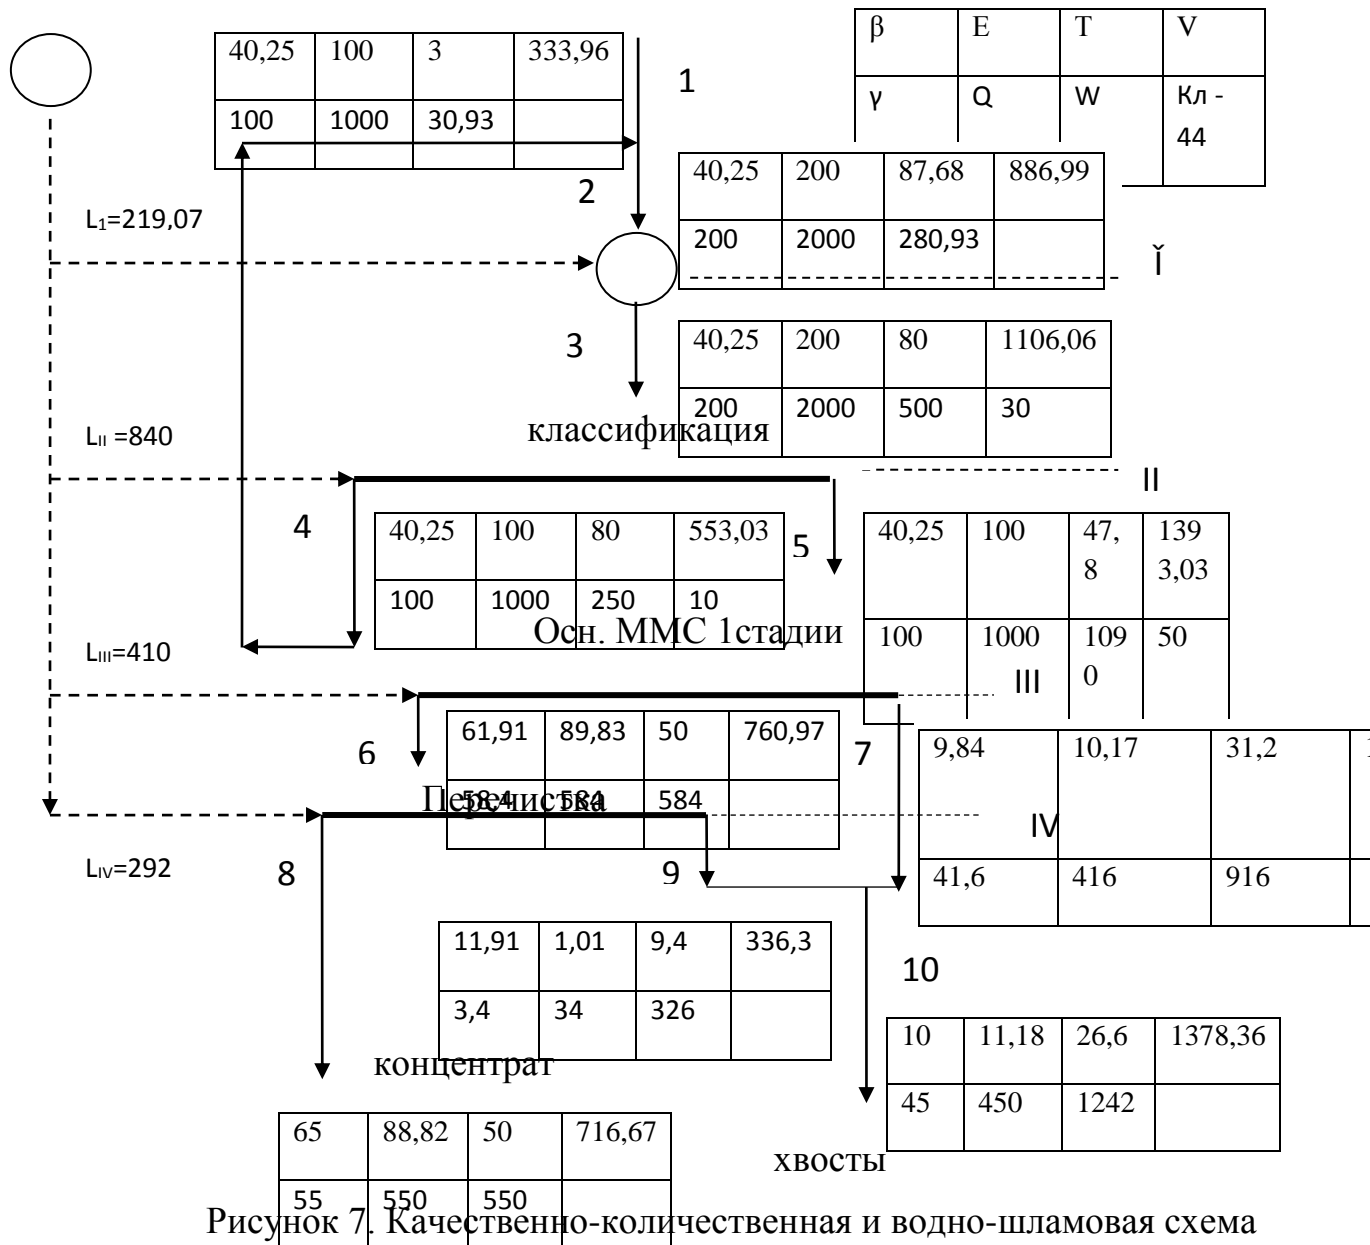 β E T V
γ Q W Кл - 44
40,25 100 3 333,96
100 1000 30,93
1
2
40,25 200 87,68 886,99
200 2000 280,93
L₁=219,07
Ǐ
3
40,25 200 80 1106,06
200 2000 500 30
классификация
LII =840
II
4
40,25 100 80 553,03
100 1000 250 10
5
40,25 100 47,8 1393,03
100 1000 1090 50
Осн. ММС 1стадии
LIII=410
III
6
61,91 89,83 50 760,97
58,4 584 584
7
9,84 10,17 31,2
41,6 416 916
Перечистка
IV
LIV=292
8
9
11,91 1,01 9,4 336,3
3,4 34 326
10
10 11,18 26,6 1378,36
45 450 1242
концентрат
65 88,82 50 716,67
55 550 550
хвосты
Рисунок 7. Качественно-количественная и водно-шламовая схема